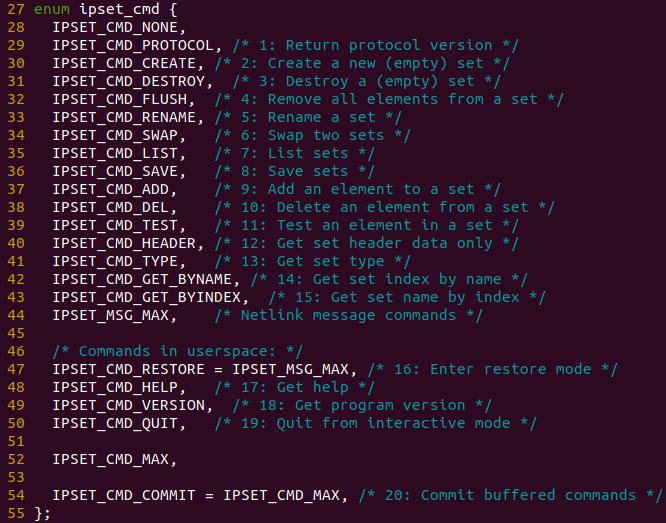 27 enum ipset_cmd {
28   IPSET_CMD_NONE,
29   IPSET_CMD_PROTOCOL, /* 1: Return protocol version */
30   IPSET_CMD_CREATE, /* 2: Create a new (empty) set */
31   IPSET_CMD_DESTROY,  /* 3: Destroy a (empty) set */
32   IPSET_CMD_FLUSH,  /* 4: Remove all elements from a set */
33   IPSET_CMD_RENAME, /* 5: Rename a set */
34   IPSET_CMD_SWAP,   /* 6: Swap two sets */
35   IPSET_CMD_LIST,   /* 7: List sets */
36   IPSET_CMD_SAVE,   /* 8: Save sets */
37   IPSET_CMD_ADD,    /* 9: Add an element to a set */
38   IPSET_CMD_DEL,    /* 10: Delete an element from a set */
39   IPSET_CMD_TEST,   /* 11: Test an element in a set */
40   IPSET_CMD_HEADER, /* 12: Get set header data only */
41   IPSET_CMD_TYPE,   /* 13: Get set type */
42   IPSET_CMD_GET_BYNAME, /* 14: Get set index by name */
43   IPSET_CMD_GET_BYINDEX,  /* 15: Get set name by index */
44   IPSET_MSG_MAX,    /* Netlink message commands */
45
46   /* Commands in userspace: */
47   IPSET_CMD_RESTORE = IPSET_MSG_MAX, /* 16: Enter restore mode */
48   IPSET_CMD_HELP,   /* 17: Get help */
49   IPSET_CMD_VERSION,  /* 18: Get program version */
50   IPSET_CMD_QUIT,   /* 19: Quit from interactive mode */
51
52   IPSET_CMD_MAX,
53
54   IPSET_CMD_COMMIT = IPSET_CMD_MAX, /* 20: Commit buffered commands */
55 };